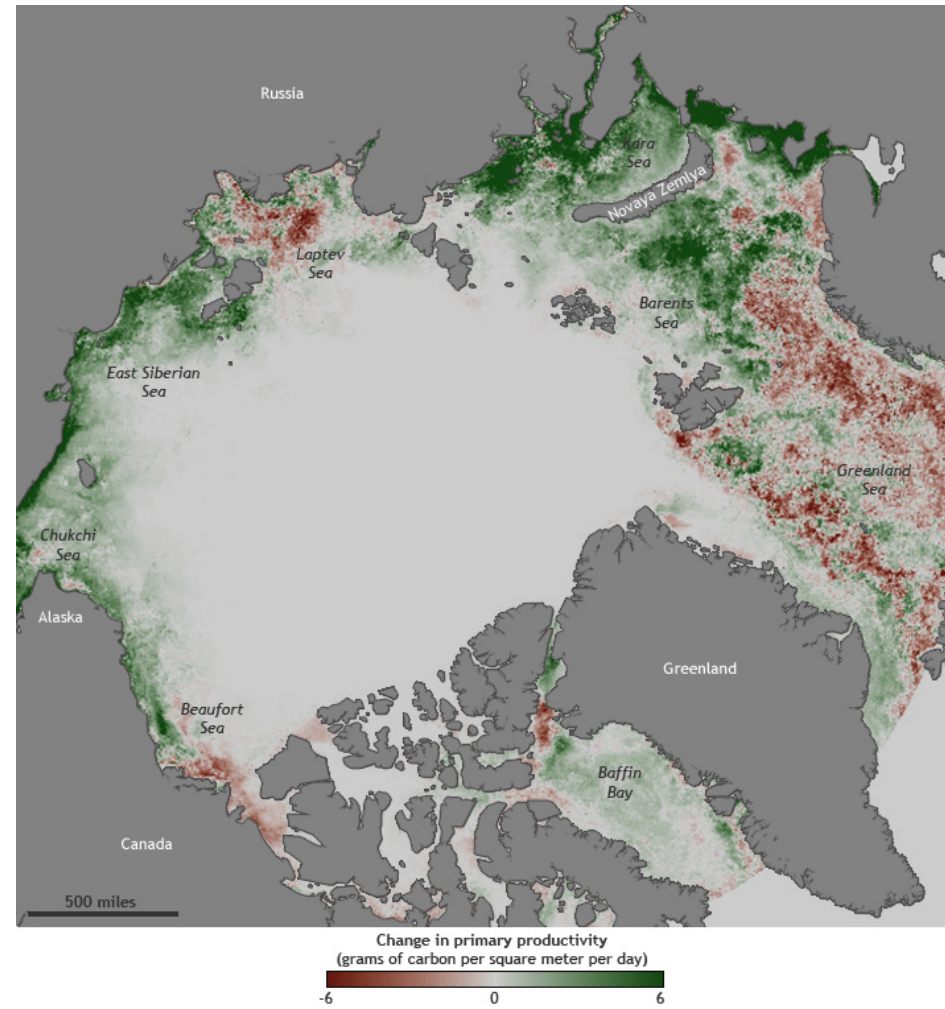 Russia
Kara
Sea
Novaya Zemlya
Laptev
Sea
Barents
Sea
East Siberian
Sea
Greenland
Sea
Chukchi
Sea
Alaska
Greenland
Beaufort
Sea
Baffin
Bay
Canada
500 miles
Change in primary productivity
(grams of carbon per square meter per day)
-6 0 6